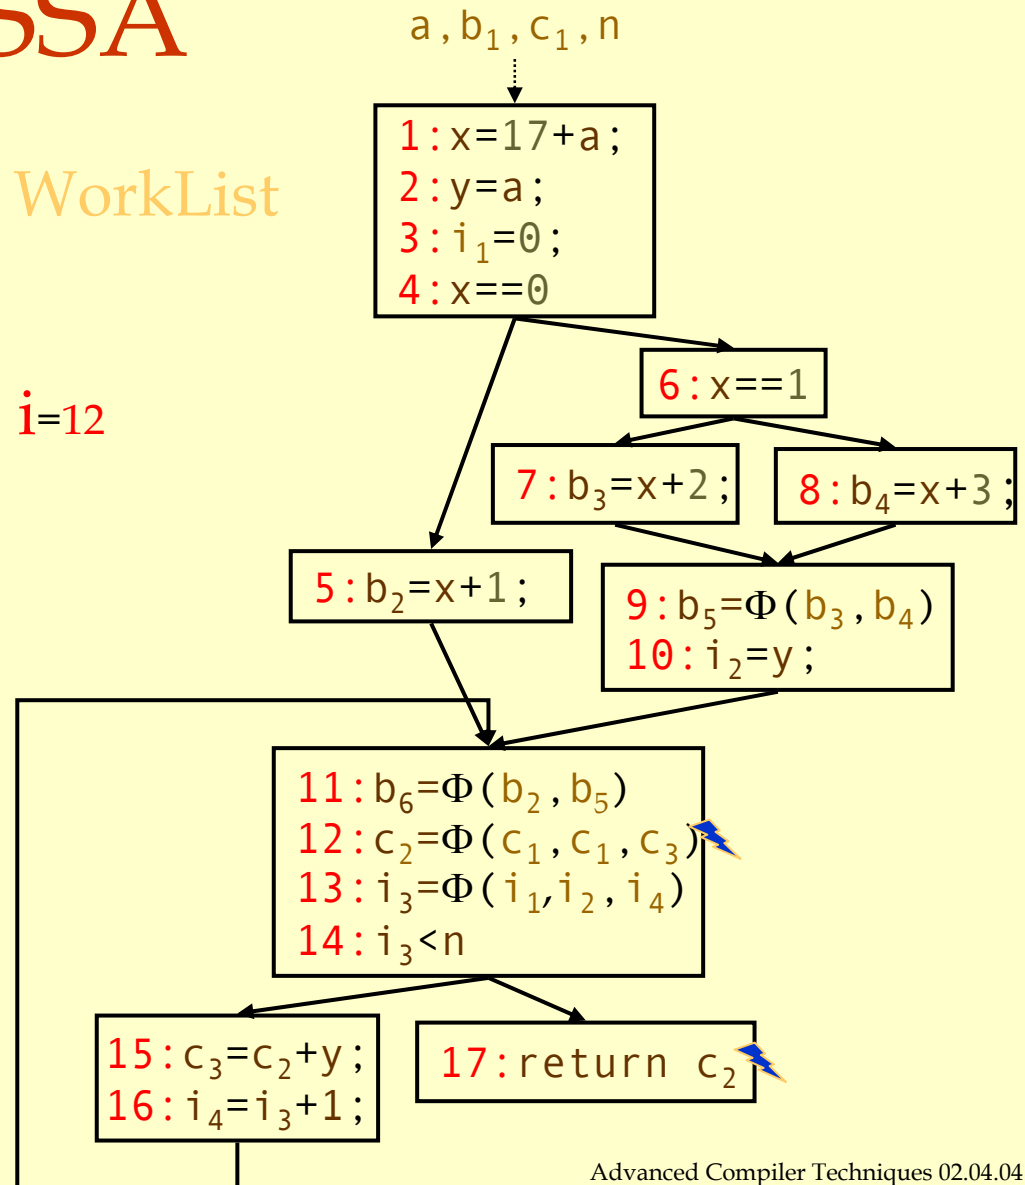 SSA
a,b₁,c₁,n
WorkList
i=12
1:x=17+a;
2:y=a;
3:i₁=0;
4:x==0
6:x==1
7:b₃=x+2;
8:b₄=x+3;
5:b₂=x+1;
9:b₅=Φ(b₃,b₄)
10:i₂=y;
11:b₆=Φ(b₂,b₅)
12:c₂=Φ(c₁,c₁,c₃)
13:i₃=Φ(i₁,i₂,i₄)
14:i₃<n
15:c₃=c₂+y;
16:i₄=i₃+1;
17:return c₂
Advanced Compiler Techniques 02.04.04